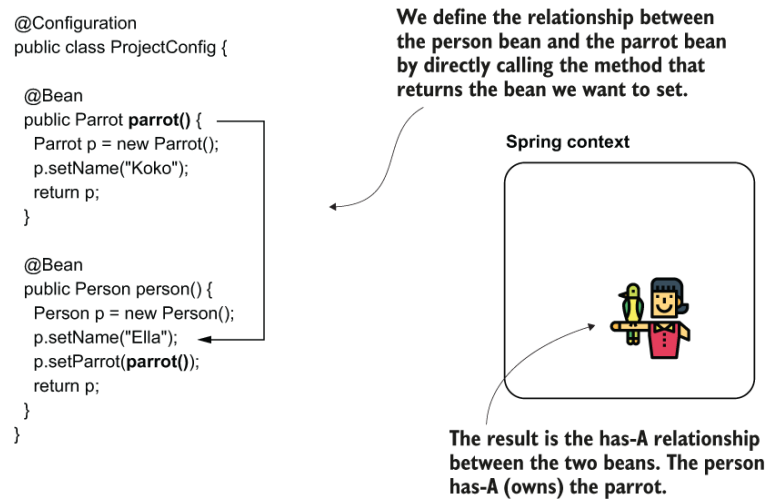 @Configuration
public class ProjectConfig {
@Bean
public Parrot parrot() {
Parrot p = new Parrot();
p.setName("Koko");
return p;
}
@Bean
public Person person() {
Person p = new Person();
p.setName("Ella");
p.setParrot(parrot());
return p;
}
}
We define the relationship between
the person bean and the parrot bean
by directly calling the method that
returns the bean we want to set.
Spring context
The result is the has-A relationship
between the two beans. The person
has-A (owns) the parrot.